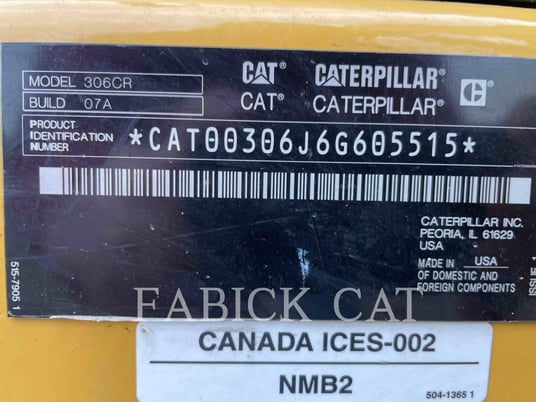 MODEL 306CR
BUILD 07A
CAT CATERPILLAR C
CAT® CATERPILLAR®
PRODUCT
IDENTIFICATION
NUMBER
*CAT00306J6G605515*
CATERPILLAR INC.
PEORIA, IL 61629
USA
MADE IN USA
OF DOMESTIC AND
FOREIGN COMPONENTS
515-7905 1
ISSUE 1
FABICK CAT
CANADA ICES-002
NMB2
504-1365 1